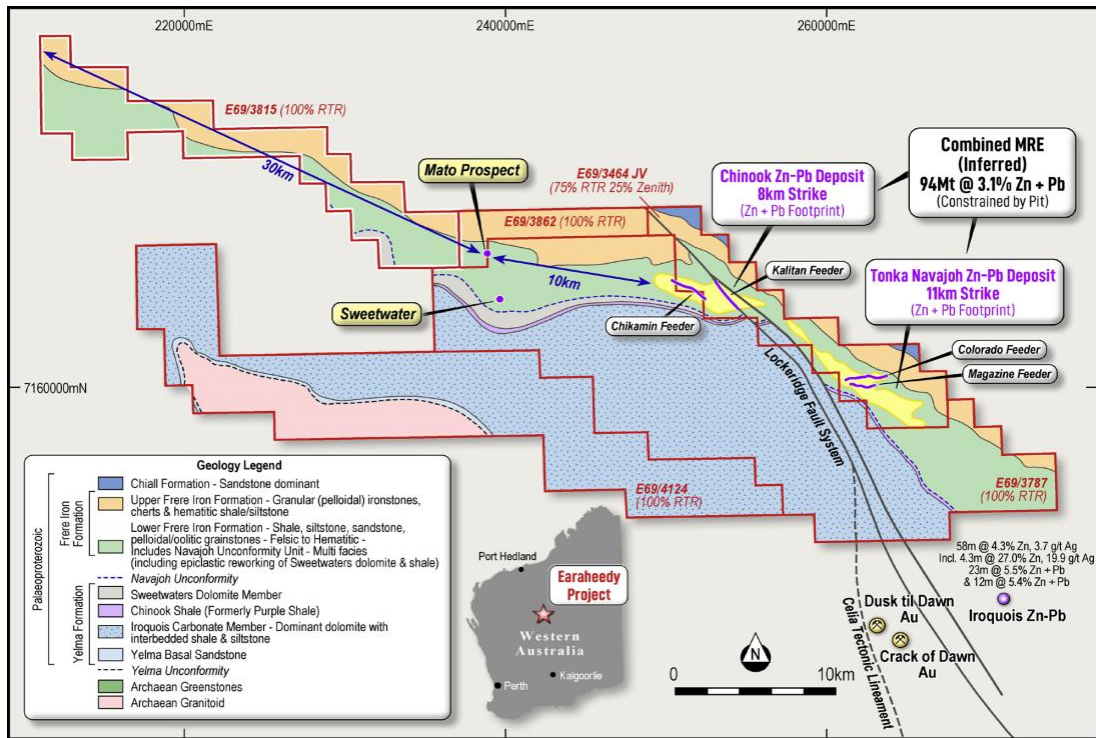 220000mE
240000mE
260000mE
E69/3815 (100% RTR)
30km
Mato Prospect
E69/3464 JV
(75% RTR 25% Zenith)
E69/3862 (100% RTR)
Chinook Zn-Pb Deposit
8km Strike
(Zn + Pb Footprint)
Combined MRE
(Inferred)
94Mt @ 3.1% Zn + Pb
(Constrained by Pit)
Kalitan Feeder
10km
Sweetwater
Chikamin Feeder
Tonka Navajoh Zn-Pb Deposit
11km Strike
(Zn + Pb Footprint)
Colorado Feeder
Magazine Feeder
7160000mN
Lockeridge Fault System
E69/4124
(100% RTR)
E69/3787
(100% RTR)
Geology Legend
Palaeoproterozoic
Frere Iron
Formation
Yelma Formation
Chiall Formation - Sandstone dominant
Upper Frere Iron Formation - Granular (pelloidal) ironstones,
cherts & hematitic shale/siltstone
Lower Frere Iron Formation - Shale, siltstone, sandstone,
pelloidal/oolitic grainstones - Felsic to Hematitic -
Includes Navajoh Unconformity Unit - Multi facies
(including epiclastic reworking of Sweetwaters dolomite & shale)
Navajoh Unconformity
Sweetwaters Dolomite Member
Chinook Shale (Formerly Purple Shale)
Iroquois Carbonate Member - Dominant dolomite with
interbedded shale & siltstone
Yelma Basal Sandstone
Yelma Unconformity
Archaean Greenstones
Archaean Granitoid
Port Hedland
Earaheedy
Project
Western
Australia
Kalgoorlie
Perth
N
0
10km
Celia Tectonic Lineament
58m @ 4.3% Zn, 3.7 g/t Ag
Incl. 4.3m @ 27.0% Zn, 19.9 g/t Ag
23m @ 5.5% Zn + Pb
& 12m @ 5.4% Zn + Pb
Iroquois Zn-Pb
Dusk til Dawn
Au
Crack of Dawn
Au